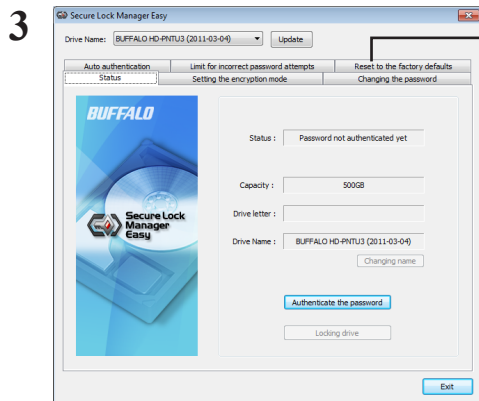 3
Secure Lock Manager Easy
Drive Name: BUFFALO HD-PNTU3 (2011-03-04) Update
Auto authentication Limit for incorrect password attempts Reset to the factory defaults
Status Setting the encryption mode Changing the password
BUFFALO
Status : Password not authenticated yet
Capacity : 500GB
Secure Lock
Manager
Easy
Drive letter :
Drive Name : BUFFALO HD-PNTU3 (2011-03-04)
Changing name
Authenticate the password
Locking drive
Exit